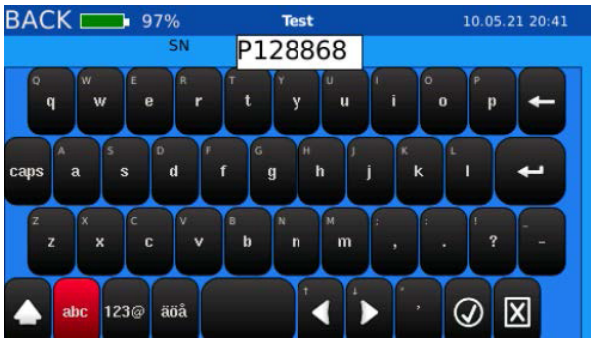 BACK 97% Test 10.05.21 20:41
SN P128868
Q W E R T Y U I O P
q w e r t y u i o p
A S D F G H J K L
caps a s d f g h j k l
Z X C V B N M ; : ! _
z x c v b n m , . ? -
abc 123@ äöå